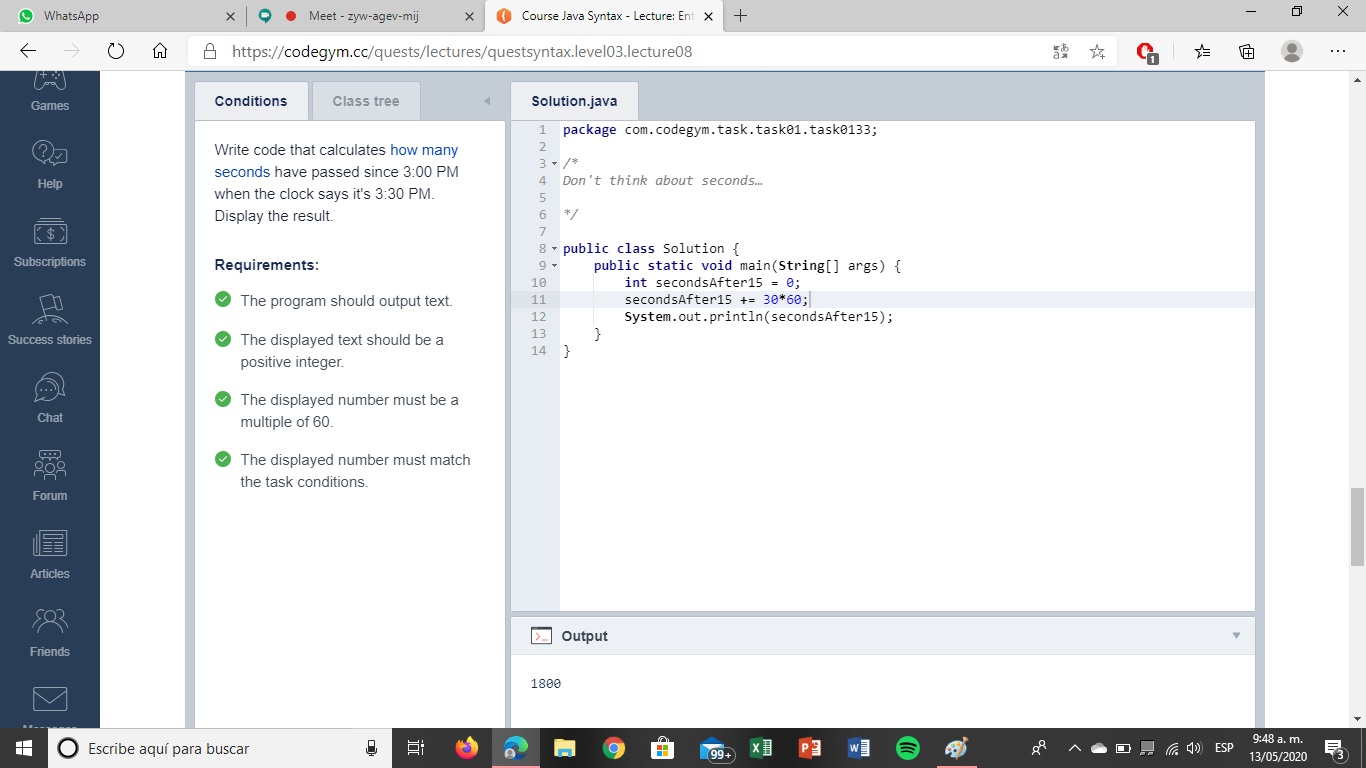 WhatsApp
Meet - zyw-agev-mij
Course Java Syntax - Lecture: Ent
https://codegym.cc/quests/lectures/questsyntax.level03.lecture08
1
Games
Help
Subscriptions
Success stories
Chat
Forum
Articles
Friends
Messages
Conditions
Class tree
Write code that calculates how many
seconds have passed since 3:00 PM
when the clock says it's 3:30 PM.
Display the result.
Requirements:
The program should output text.
The displayed text should be a
positive integer.
The displayed number must be a
multiple of 60.
The displayed number must match
the task conditions.
Solution.java
1 package com.codegym.task.task01.task0133;
2
3 /*
4 Don't think about seconds…
5
6 */
7
8 public class Solution {
9 public static void main(String[] args) {
10 int secondsAfter15 = 0;
11 secondsAfter15 += 30*60;
12 System.out.println(secondsAfter15);
13 }
14 }
Output
1800
Escribe aquí para buscar
99+
ESP
9:48 a. m.
13/05/2020
3